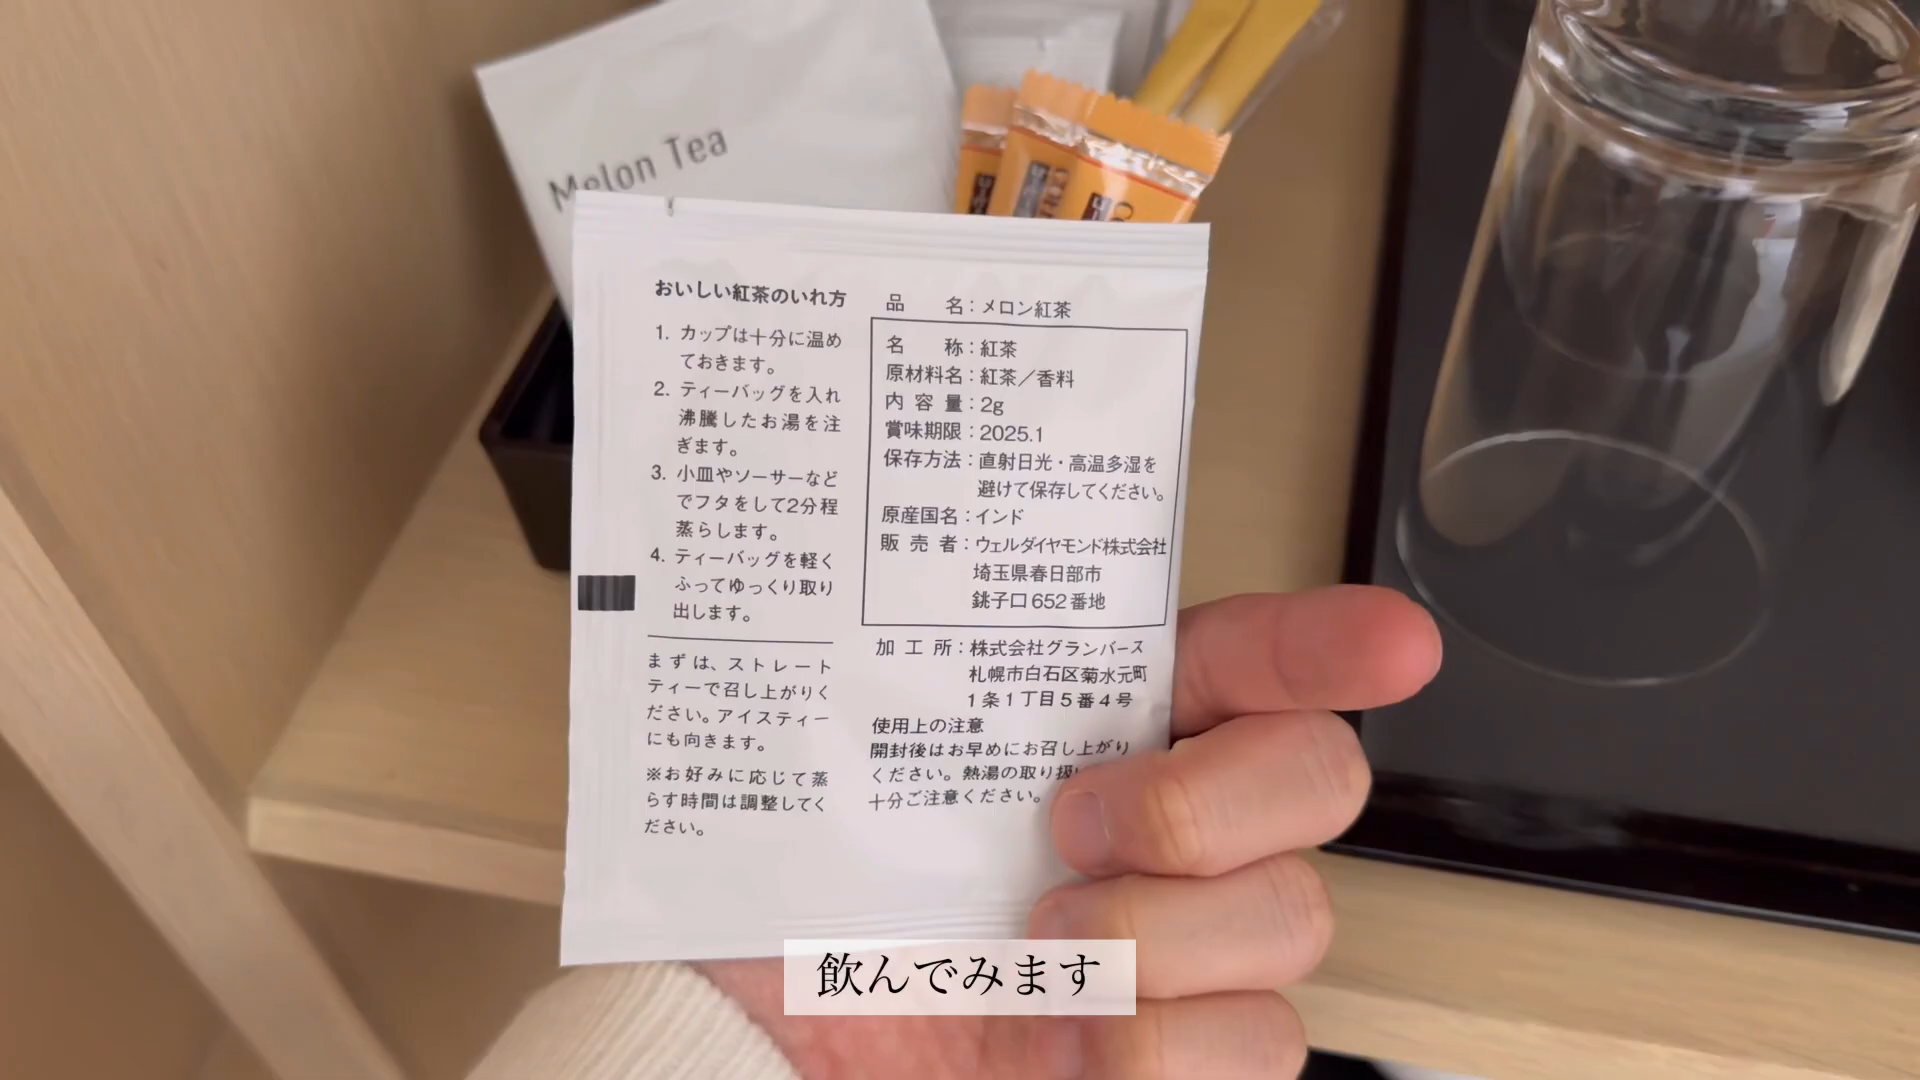 Melon Tea
おいしい紅茶のいれ方
1. カップは十分に温め
ておきます。
2. ティーバッグを入れ
沸騰したお湯を注
ぎます。
3. 小皿やソーサーなど
でフタをして2分程
蒸らします。
4. ティーバッグを軽く
ふってゆっくり取り
出します。
まずは、ストレート
ティーで召し上がりく
ださい。アイスティー
にも向きます。
※お好みに応じて蒸
らす時間は調整してく
ださい。
品名：メロン紅茶
名称：紅茶
原材料名：紅茶／香料
内容量：2g
賞味期限：2025.1
保存方法：直射日光・高温多湿を
避けて保存してください。
原産国名：インド
販売者：ウェルダイヤモンド株式会社
埼玉県春日部市
銚子口652番地
加工所：株式会社グランバース
札幌市白石区菊水元町
1条1丁目5番4号
使用上の注意
開封後はお早めにお召し上がり
ください。熱湯の取り扱
十分ご注意ください。
飲んでみます